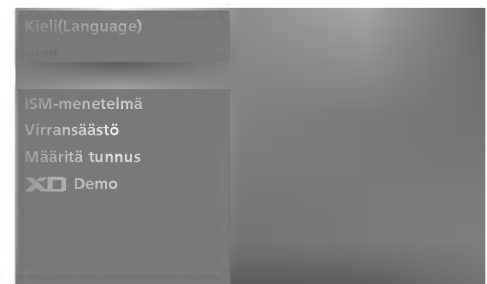 Kieli(Language)
ISM-menetelmä
Virransäästö
Määritä tunnus
XD Demo